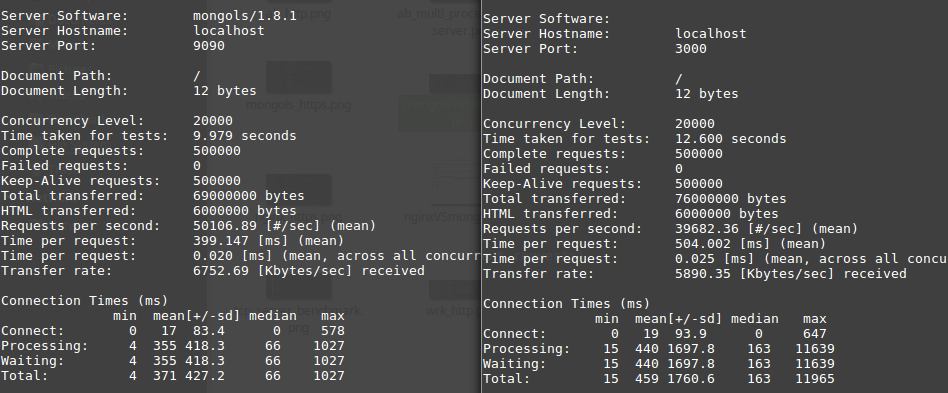 Server Software:        mongols/1.8.1
Server Hostname:        localhost
Server Port:            9090
Document Path:          /
Document Length:        12 bytes
Concurrency Level:      20000
Time taken for tests:   9.979 seconds
Complete requests:      500000
Failed requests:        0
Keep-Alive requests:    500000
Total transferred:      69000000 bytes
HTML transferred:       6000000 bytes
Requests per second:    50106.89 [#/sec] (mean)
Time per request:       399.147 [ms] (mean)
Time per request:       0.020 [ms] (mean, across all concurr
Transfer rate:          6752.69 [Kbytes/sec] received
Connection Times (ms)
              min  mean[+/-sd] median   max
Connect:        0   17  83.4      0     578
Processing:     4  355 418.3     66    1027
Waiting:        4  355 418.3     66    1027
Total:          4  371 427.2     66    1027
http.png
ab_multi_proc
server.p
mongols_https.png
Server Software:
Server Hostname:        localhost
Server Port:            3000
Document Path:          /
Document Length:        12 bytes
Concurrency Level:      20000
Time taken for tests:   12.600 seconds
Complete requests:      500000
Failed requests:        0
Keep-Alive requests:    500000
Total transferred:      76000000 bytes
HTML transferred:       6000000 bytes
Requests per second:    39682.36 [#/sec] (mean)
Time per request:       504.002 [ms] (mean)
Time per request:       0.025 [ms] (mean, across all concu
Transfer rate:          5890.35 [Kbytes/sec] received
Connection Times (ms)
              min  mean[+/-sd] median   max
Connect:        0   19  93.9      0     647
Processing:    15  440 1697.8    163   11639
Waiting:       15  440 1697.8    163   11639
Total:         15  459 1760.6    163   11965